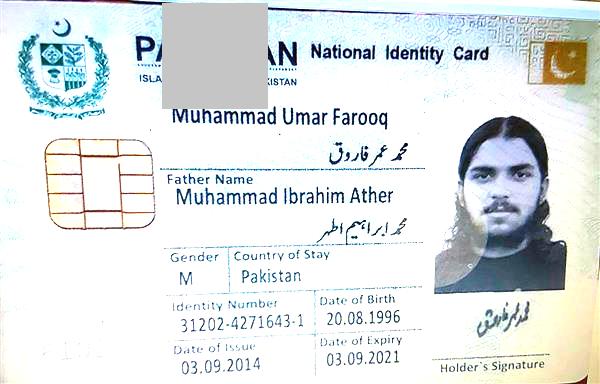 PA AN National Identity Card
ISLA KISTAN
Muhammad Umar Farooq
محمد عمر فاروق
Father Name
Muhammad Ibrahim Ather
محمد ابراہیم اطہر
Gender Country of Stay
M Pakistan
Identity Number Date of Birth
31202-4271643-1 20.08.1996
Date of Issue Date of Expiry
03.09.2014 03.09.2021
محمد عمر فاروق
Holder`s Signature